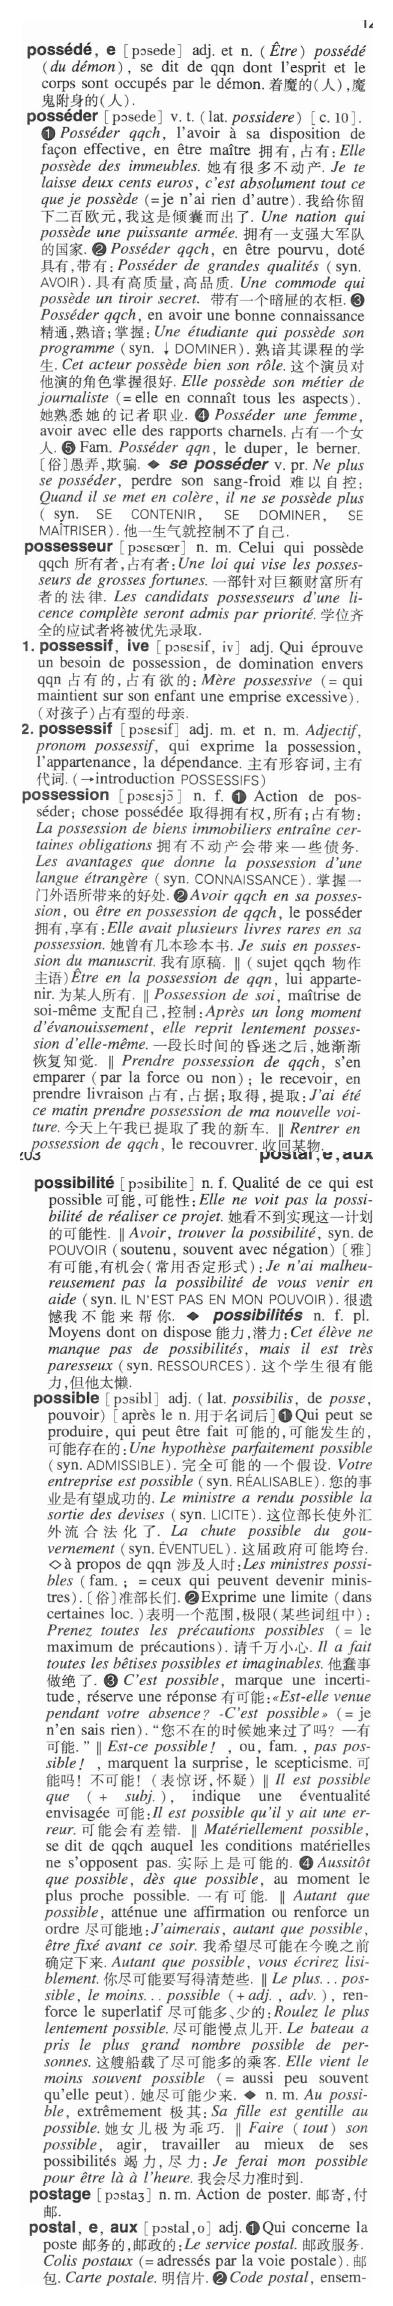 12
possédé, e [pɔsede] adj. et n. (Être) possédé
(du démon), se dit de qqn dont l'esprit et le
corps sont occupés par le démon. 着魔的(人),魔
鬼附身的(人).
posséder [pɔsede] v. t. (lat. possidere) [c. 10].
❶ Posséder qqch, l'avoir à sa disposition de
façon effective, en être maître 拥有,占有: Elle
possède des immeubles. 她有很多不动产. Je te
laisse deux cents euros, c'est absolument tout ce
que je possède (=je n'ai rien d'autre). 我给你留
下二百欧元,我这是倾囊而出了. Une nation qui
possède une puissante armée. 拥有一支强大军队
的国家. ❷ Posséder qqch, en être pourvu, doté
具有,带有: Posséder de grandes qualités (syn.
AVOIR). 具有高质量,高品质. Une commode qui
possède un tiroir secret. 带有一个暗屉的衣柜. ❸
Posséder qqch, en avoir une bonne connaissance
精通,熟谙;掌握: Une étudiante qui possède son
programme (syn. ↓ DOMINER). 熟谙其课程的学
生. Cet acteur possède bien son rôle. 这个演员对
他演的角色掌握很好. Elle possède son métier de
journaliste (= elle en connaît tous les aspects).
她熟悉她的记者职业. ❹ Posséder une femme,
avoir avec elle des rapports charnels. 占有一个女
人. ❺ Fam. Posséder qqn, le duper, le berner.
[俗]愚弄,欺骗. ◆ se posséder v. pr. Ne plus
se posséder, perdre son sang-froid 难以自控:
Quand il se met en colère, il ne se possède plus
( syn. SE CONTENIR, SE DOMINER, SE
MAÎTRISER). 他一生气就控制不了自己.
possesseur [pɔsɛsœr] n. m. Celui qui possède
qqch 所有者,占有者: Une loi qui vise les posses-
seurs de grosses fortunes. 一部针对巨额财富所有
者的法律. Les candidats possesseurs d'une li-
cence complète seront admis par priorité. 学位齐
全的应试者将被优先录取.
1. possessif, ive [pɔsɛsif, iv] adj. Qui éprouve
un besoin de possession, de domination envers
qqn 占有的,占有欲的: Mère possessive (= qui
maintient sur son enfant une emprise excessive).
(对孩子)占有型的母亲.
2. possessif [pɔsɛsif] adj. m. et n. m. Adjectif,
pronom possessif, qui exprime la possession,
l'appartenance, la dépendance. 主有形容词,主有
代词. (→introduction POSSESSIFS)
possession [pɔsɛsjɔ̃] n. f. ❶ Action de pos-
séder; chose possédée 取得拥有权,所有;占有物:
La possession de biens immobiliers entraîne cer-
taines obligations 拥有不动产会带来一些债务.
Les avantages que donne la possession d'une
langue étrangère (syn. CONNAISSANCE). 掌握一
门外语所带来的好处. ❷ Avoir qqch en sa posses-
sion, ou être en possession de qqch, le posséder
拥有,享有: Elle avait plusieurs livres rares en sa
possession. 她曾有几本珍本书. Je suis en posses-
sion du manuscrit. 我有原稿. ‖ (sujet qqch 物作
主语) Être en la possession de qqn, lui apparte-
nir. 为某人所有. ‖ Possession de soi, maîtrise de
soi-même 支配自己,控制: Après un long moment
d'évanouissement, elle reprit lentement posses-
sion d'elle-même. 一段长时间的昏迷之后,她渐渐
恢复知觉. ‖ Prendre possession de qqch, s'en
emparer (par la force ou non); le recevoir, en
prendre livraison 占有,占据;取得,提取: J'ai été
ce matin prendre possession de ma nouvelle voi-
ture. 今天上午我已提取了我的新车. ‖ Rentrer en
possession de qqch, le recouvrer. 收回某物.
203 postal, e, aux
possibilité [pɔsibilite] n. f. Qualité de ce qui est
possible 可能,可能性: Elle ne voit pas la possi-
bilité de réaliser ce projet. 她看不到实现这一计划
的可能性. ‖ Avoir, trouver la possibilité, syn. de
POUVOIR (soutenu, souvent avec négation) [雅]
有可能,有机会(常用否定形式): Je n'ai malheu-
reusement pas la possibilité de vous venir en
aide (syn. IL N'EST PAS EN MON POUVOIR). 很遗
憾我不能来帮你. ◆ possibilités n. f. pl.
Moyens dont on dispose 能力,潜力: Cet élève ne
manque pas de possibilités, mais il est très
paresseux (syn. RESSOURCES). 这个学生很有能
力,但他太懒.
possible [pɔsibl] adj. (lat. possibilis, de posse,
pouvoir) [après le n. 用于名词后] ❶ Qui peut se
produire, qui peut être fait 可能的,可能发生的,
可能存在的: Une hypothèse parfaitement possible
(syn. ADMISSIBLE). 完全可能的一个假设. Votre
entreprise est possible (syn. RÉALISABLE). 您的事
业是有望成功的. Le ministre a rendu possible la
sortie des devises (syn. LICITE). 这位部长使外汇
外流合法化了. La chute possible du gou-
vernement (syn. ÉVENTUEL). 这届政府可能垮台.
◇ à propos de qqn 涉及人时: Les ministres possi-
bles (fam.; = ceux qui peuvent devenir minis-
tres). [俗]准部长们. ❷ Exprime une limite (dans
certaines loc.) 表明一个范围,极限(某些词组中):
Prenez toutes les précautions possibles (= le
maximum de précautions). 请千万小心. Il a fait
toutes les bêtises possibles et imaginables. 他蠢事
做绝了. ❸ C'est possible, marque une incerti-
tude, réserve une réponse 有可能: «Est-elle venue
pendant votre absence? -C'est possible» (= je
n'en sais rien). “您不在的时候她来过了吗? —有
可能.” ‖ Est-ce possible!, ou, fam., pas pos-
sible!, marquent la surprise, le scepticisme. 可
能吗! 不可能! (表惊讶,怀疑) ‖ Il est possible
que (+ subj.), indique une éventualité
envisagée 可能: Il est possible qu'il y ait une er-
reur. 可能会有差错. ‖ Matériellement possible,
se dit de qqch auquel les conditions matérielles
ne s'opposent pas. 实际上是可能的. ❹ Aussitôt
que possible, dès que possible, au moment le
plus proche possible. 一有可能. ‖ Autant que
possible, atténue une affirmation ou renforce un
ordre 尽可能地: J'aimerais, autant que possible,
être fixé avant ce soir. 我希望尽可能在今晚之前
确定下来. Autant que possible, vous écrirez lisi-
blement. 你尽可能要写得清楚些. ‖ Le plus... pos-
sible, le moins... possible (+ adj., adv.), ren-
force le superlatif 尽可能多、少的: Roulez le plus
lentement possible. 尽可能慢点儿开. Le bateau a
pris le plus grand nombre possible de per-
sonnes. 这艘船载了尽可能多的乘客. Elle vient le
moins souvent possible (= aussi peu souvent
qu'elle peut). 她尽可能少来. ◆ n. m. Au possi-
ble, extrêmement 极其: Sa fille est gentille au
possible. 她女儿极为乖巧. ‖ Faire (tout) son
possible, agir, travailler au mieux de ses
possibilités 竭力,尽力: Je ferai mon possible
pour être là à l'heure. 我会尽力准时到.
postage [pɔstaʒ] n. m. Action de poster. 邮寄,付
邮.
postal, e, aux [pɔstal, o] adj. ❶ Qui concerne la
poste 邮务的,邮政的: Le service postal. 邮政服务.
Colis postaux (= adressés par la voie postale). 邮
包. Carte postale. 明信片. ❷ Code postal, ensem-